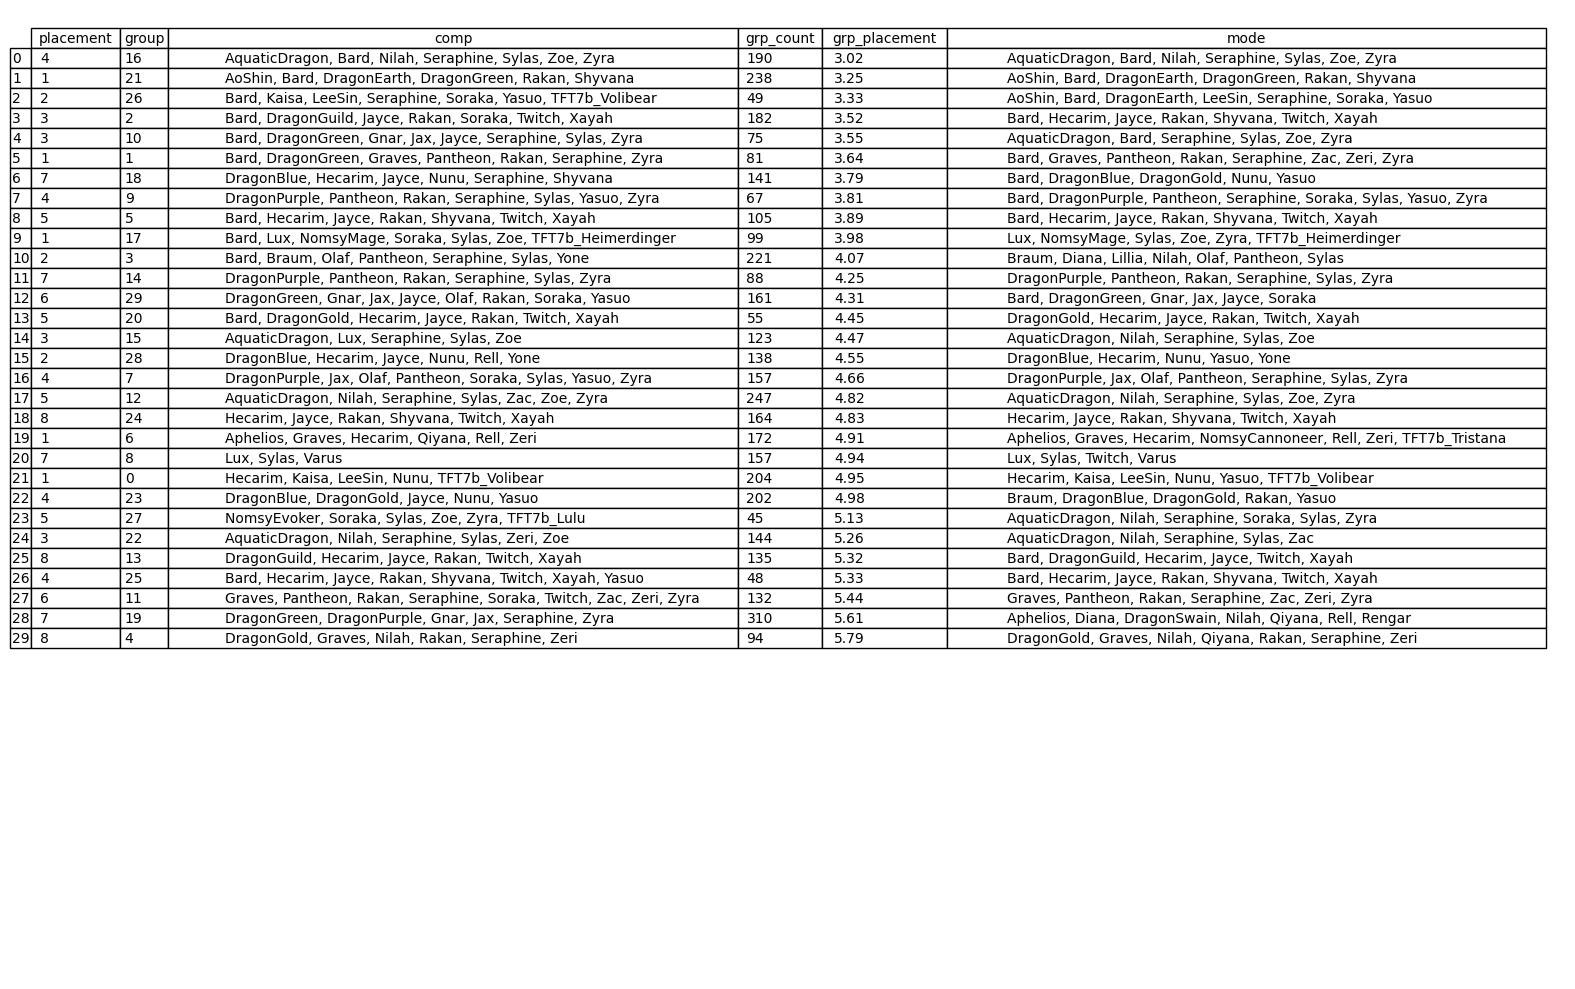 placement group comp grp_count grp_placement mode
0 4 16 AquaticDragon, Bard, Nilah, Seraphine, Sylas, Zoe, Zyra 190 3.02 AquaticDragon, Bard, Nilah, Seraphine, Sylas, Zoe, Zyra
1 1 21 AoShin, Bard, DragonEarth, DragonGreen, Rakan, Shyvana 238 3.25 AoShin, Bard, DragonEarth, DragonGreen, Rakan, Shyvana
2 2 26 Bard, Kaisa, LeeSin, Seraphine, Soraka, Yasuo, TFT7b_Volibear 49 3.33 AoShin, Bard, DragonEarth, LeeSin, Seraphine, Soraka, Yasuo
3 3 2 Bard, DragonGuild, Jayce, Rakan, Soraka, Twitch, Xayah 182 3.52 Bard, Hecarim, Jayce, Rakan, Shyvana, Twitch, Xayah
4 3 10 Bard, DragonGreen, Gnar, Jax, Jayce, Seraphine, Sylas, Zyra 75 3.55 AquaticDragon, Bard, Seraphine, Sylas, Zoe, Zyra
5 1 1 Bard, DragonGreen, Graves, Pantheon, Rakan, Seraphine, Zyra 81 3.64 Bard, Graves, Pantheon, Rakan, Seraphine, Zac, Zeri, Zyra
6 7 18 DragonBlue, Hecarim, Jayce, Nunu, Seraphine, Shyvana 141 3.79 Bard, DragonBlue, DragonGold, Nunu, Yasuo
7 4 9 DragonPurple, Pantheon, Rakan, Seraphine, Sylas, Yasuo, Zyra 67 3.81 Bard, DragonPurple, Pantheon, Seraphine, Soraka, Sylas, Yasuo, Zyra
8 5 5 Bard, Hecarim, Jayce, Rakan, Shyvana, Twitch, Xayah 105 3.89 Bard, Hecarim, Jayce, Rakan, Shyvana, Twitch, Xayah
9 1 17 Bard, Lux, NomsyMage, Soraka, Sylas, Zoe, TFT7b_Heimerdinger 99 3.98 Lux, NomsyMage, Sylas, Zoe, Zyra, TFT7b_Heimerdinger
10 2 3 Bard, Braum, Olaf, Pantheon, Seraphine, Sylas, Yone 221 4.07 Braum, Diana, Lillia, Nilah, Olaf, Pantheon, Sylas
11 7 14 DragonPurple, Pantheon, Rakan, Seraphine, Sylas, Zyra 88 4.25 DragonPurple, Pantheon, Rakan, Seraphine, Sylas, Zyra
12 6 29 DragonGreen, Gnar, Jax, Jayce, Olaf, Rakan, Soraka, Yasuo 161 4.31 Bard, DragonGreen, Gnar, Jax, Jayce, Soraka
13 5 20 Bard, DragonGold, Hecarim, Jayce, Rakan, Twitch, Xayah 55 4.45 DragonGold, Hecarim, Jayce, Rakan, Twitch, Xayah
14 3 15 AquaticDragon, Lux, Seraphine, Sylas, Zoe 123 4.47 AquaticDragon, Nilah, Seraphine, Sylas, Zoe
15 2 28 DragonBlue, Hecarim, Jayce, Nunu, Rell, Yone 138 4.55 DragonBlue, Hecarim, Nunu, Yasuo, Yone
16 4 7 DragonPurple, Jax, Olaf, Pantheon, Soraka, Sylas, Yasuo, Zyra 157 4.66 DragonPurple, Jax, Olaf, Pantheon, Seraphine, Sylas, Zyra
17 5 12 AquaticDragon, Nilah, Seraphine, Sylas, Zac, Zoe, Zyra 247 4.82 AquaticDragon, Nilah, Seraphine, Sylas, Zoe, Zyra
18 8 24 Hecarim, Jayce, Rakan, Shyvana, Twitch, Xayah 164 4.83 Hecarim, Jayce, Rakan, Shyvana, Twitch, Xayah
19 1 6 Aphelios, Graves, Hecarim, Qiyana, Rell, Zeri 172 4.91 Aphelios, Graves, Hecarim, NomsyCannoneer, Rell, Zeri, TFT7b_Tristana
20 7 8 Lux, Sylas, Varus 157 4.94 Lux, Sylas, Twitch, Varus
21 1 0 Hecarim, Kaisa, LeeSin, Nunu, TFT7b_Volibear 204 4.95 Hecarim, Kaisa, LeeSin, Nunu, Yasuo, TFT7b_Volibear
22 4 23 DragonBlue, DragonGold, Jayce, Nunu, Yasuo 202 4.98 Braum, DragonBlue, DragonGold, Rakan, Yasuo
23 5 27 NomsyEvoker, Soraka, Sylas, Zoe, Zyra, TFT7b_Lulu 45 5.13 AquaticDragon, Nilah, Seraphine, Soraka, Sylas, Zyra
24 3 22 AquaticDragon, Nilah, Seraphine, Sylas, Zeri, Zoe 144 5.26 AquaticDragon, Nilah, Seraphine, Sylas, Zac
25 8 13 DragonGuild, Hecarim, Jayce, Rakan, Twitch, Xayah 135 5.32 Bard, DragonGuild, Hecarim, Jayce, Twitch, Xayah
26 4 25 Bard, Hecarim, Jayce, Rakan, Shyvana, Twitch, Xayah, Yasuo 48 5.33 Bard, Hecarim, Jayce, Rakan, Shyvana, Twitch, Xayah
27 6 11 Graves, Pantheon, Rakan, Seraphine, Soraka, Twitch, Zac, Zeri, Zyra 132 5.44 Graves, Pantheon, Rakan, Seraphine, Zac, Zeri, Zyra
28 7 19 DragonGreen, DragonPurple, Gnar, Jax, Seraphine, Zyra 310 5.61 Aphelios, Diana, DragonSwain, Nilah, Qiyana, Rell, Rengar
29 8 4 DragonGold, Graves, Nilah, Rakan, Seraphine, Zeri 94 5.79 DragonGold, Graves, Nilah, Qiyana, Rakan, Seraphine, Zeri